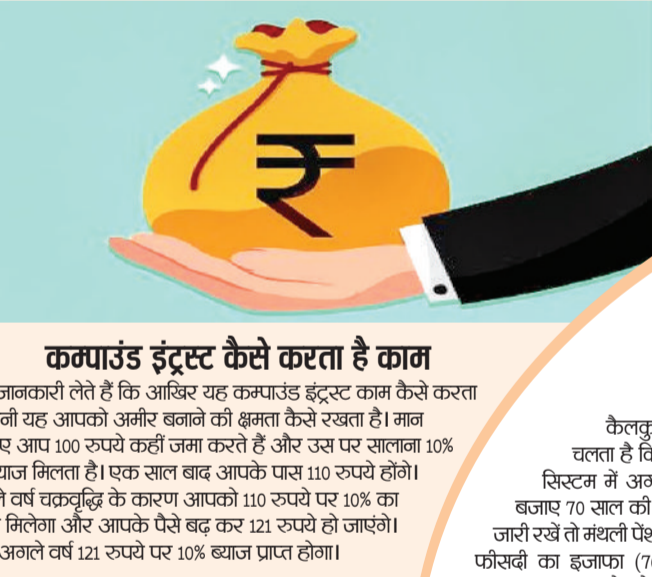 ₹
कम्पाउंड इंट्रस्ट कैसे करता है काम
जानकारी लेते हैं कि आखिर यह कम्पाउंड इंट्रस्ट काम कैसे करता
यह आपको अमीर बनाने की क्षमता कैसे रखता है। मान
आप 100 रुपये कहीं जमा करते हैं और उस पर सालाना 10%
मिलता है। एक साल बाद आपके पास 110 रुपये होंगे।
वर्ष चक्रवृद्धि के कारण आपको 110 रुपये पर 10% का
मिलेगा और आपके पैसे बढ़ कर 121 रुपये हो जाएंगे।
अगले वर्ष 121 रुपये पर 10% ब्याज प्राप्त होगा।
चलता है
सिस्टम में
बजाए 70 साल की
जारी रखें तो मंथली
फीसदी का इजाफा